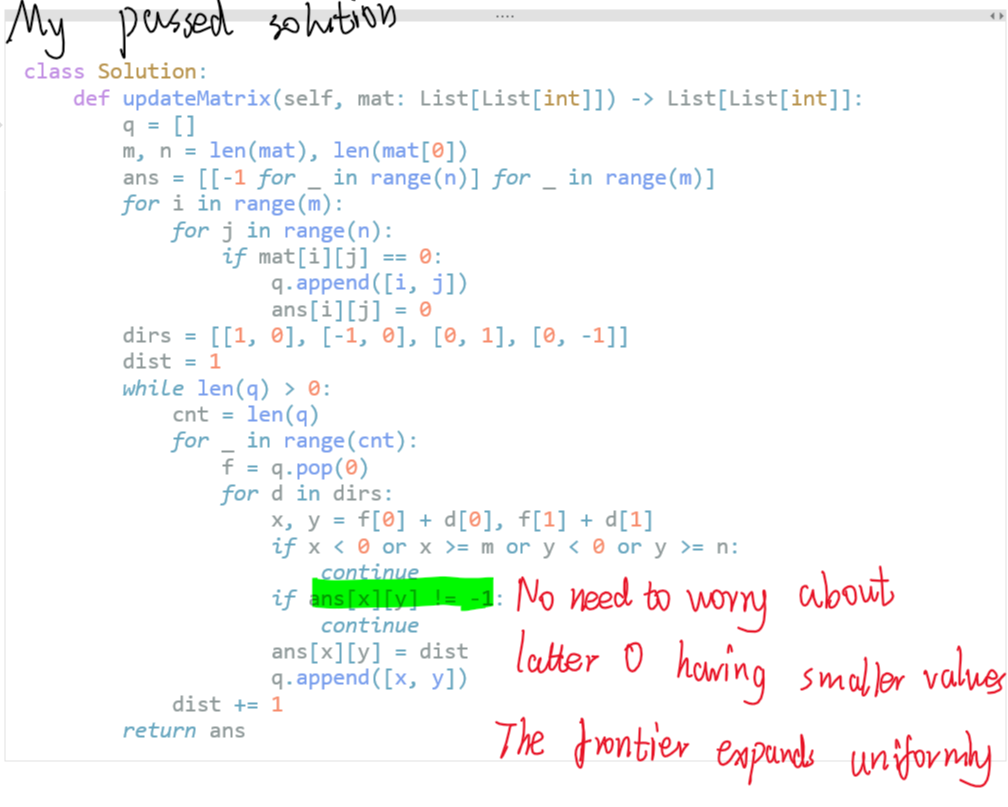 My passed solution
class Solution:
    def updateMatrix(self, mat: List[List[int]]) -> List[List[int]]:
        q = []
        m, n = len(mat), len(mat[0])
        ans = [[-1 for _ in range(n)] for _ in range(m)]
        for i in range(m):
            for j in range(n):
                if mat[i][j] == 0:
                    q.append([i, j])
                    ans[i][j] = 0
        dirs = [[1, 0], [-1, 0], [0, 1], [0, -1]]
        dist = 1
        while len(q) > 0:
            cnt = len(q)
            for _ in range(cnt):
                f = q.pop(0)
                for d in dirs:
                    x, y = f[0] + d[0], f[1] + d[1]
                    if x < 0 or x >= m or y < 0 or y >= n:
                        continue
                    if ans[x][y] != -1: No need to worry about
                        continue
                    ans[x][y] = dist latter 0 having smaller values
                    q.append([x, y])
            dist += 1
        return ans The frontier expands uniformly